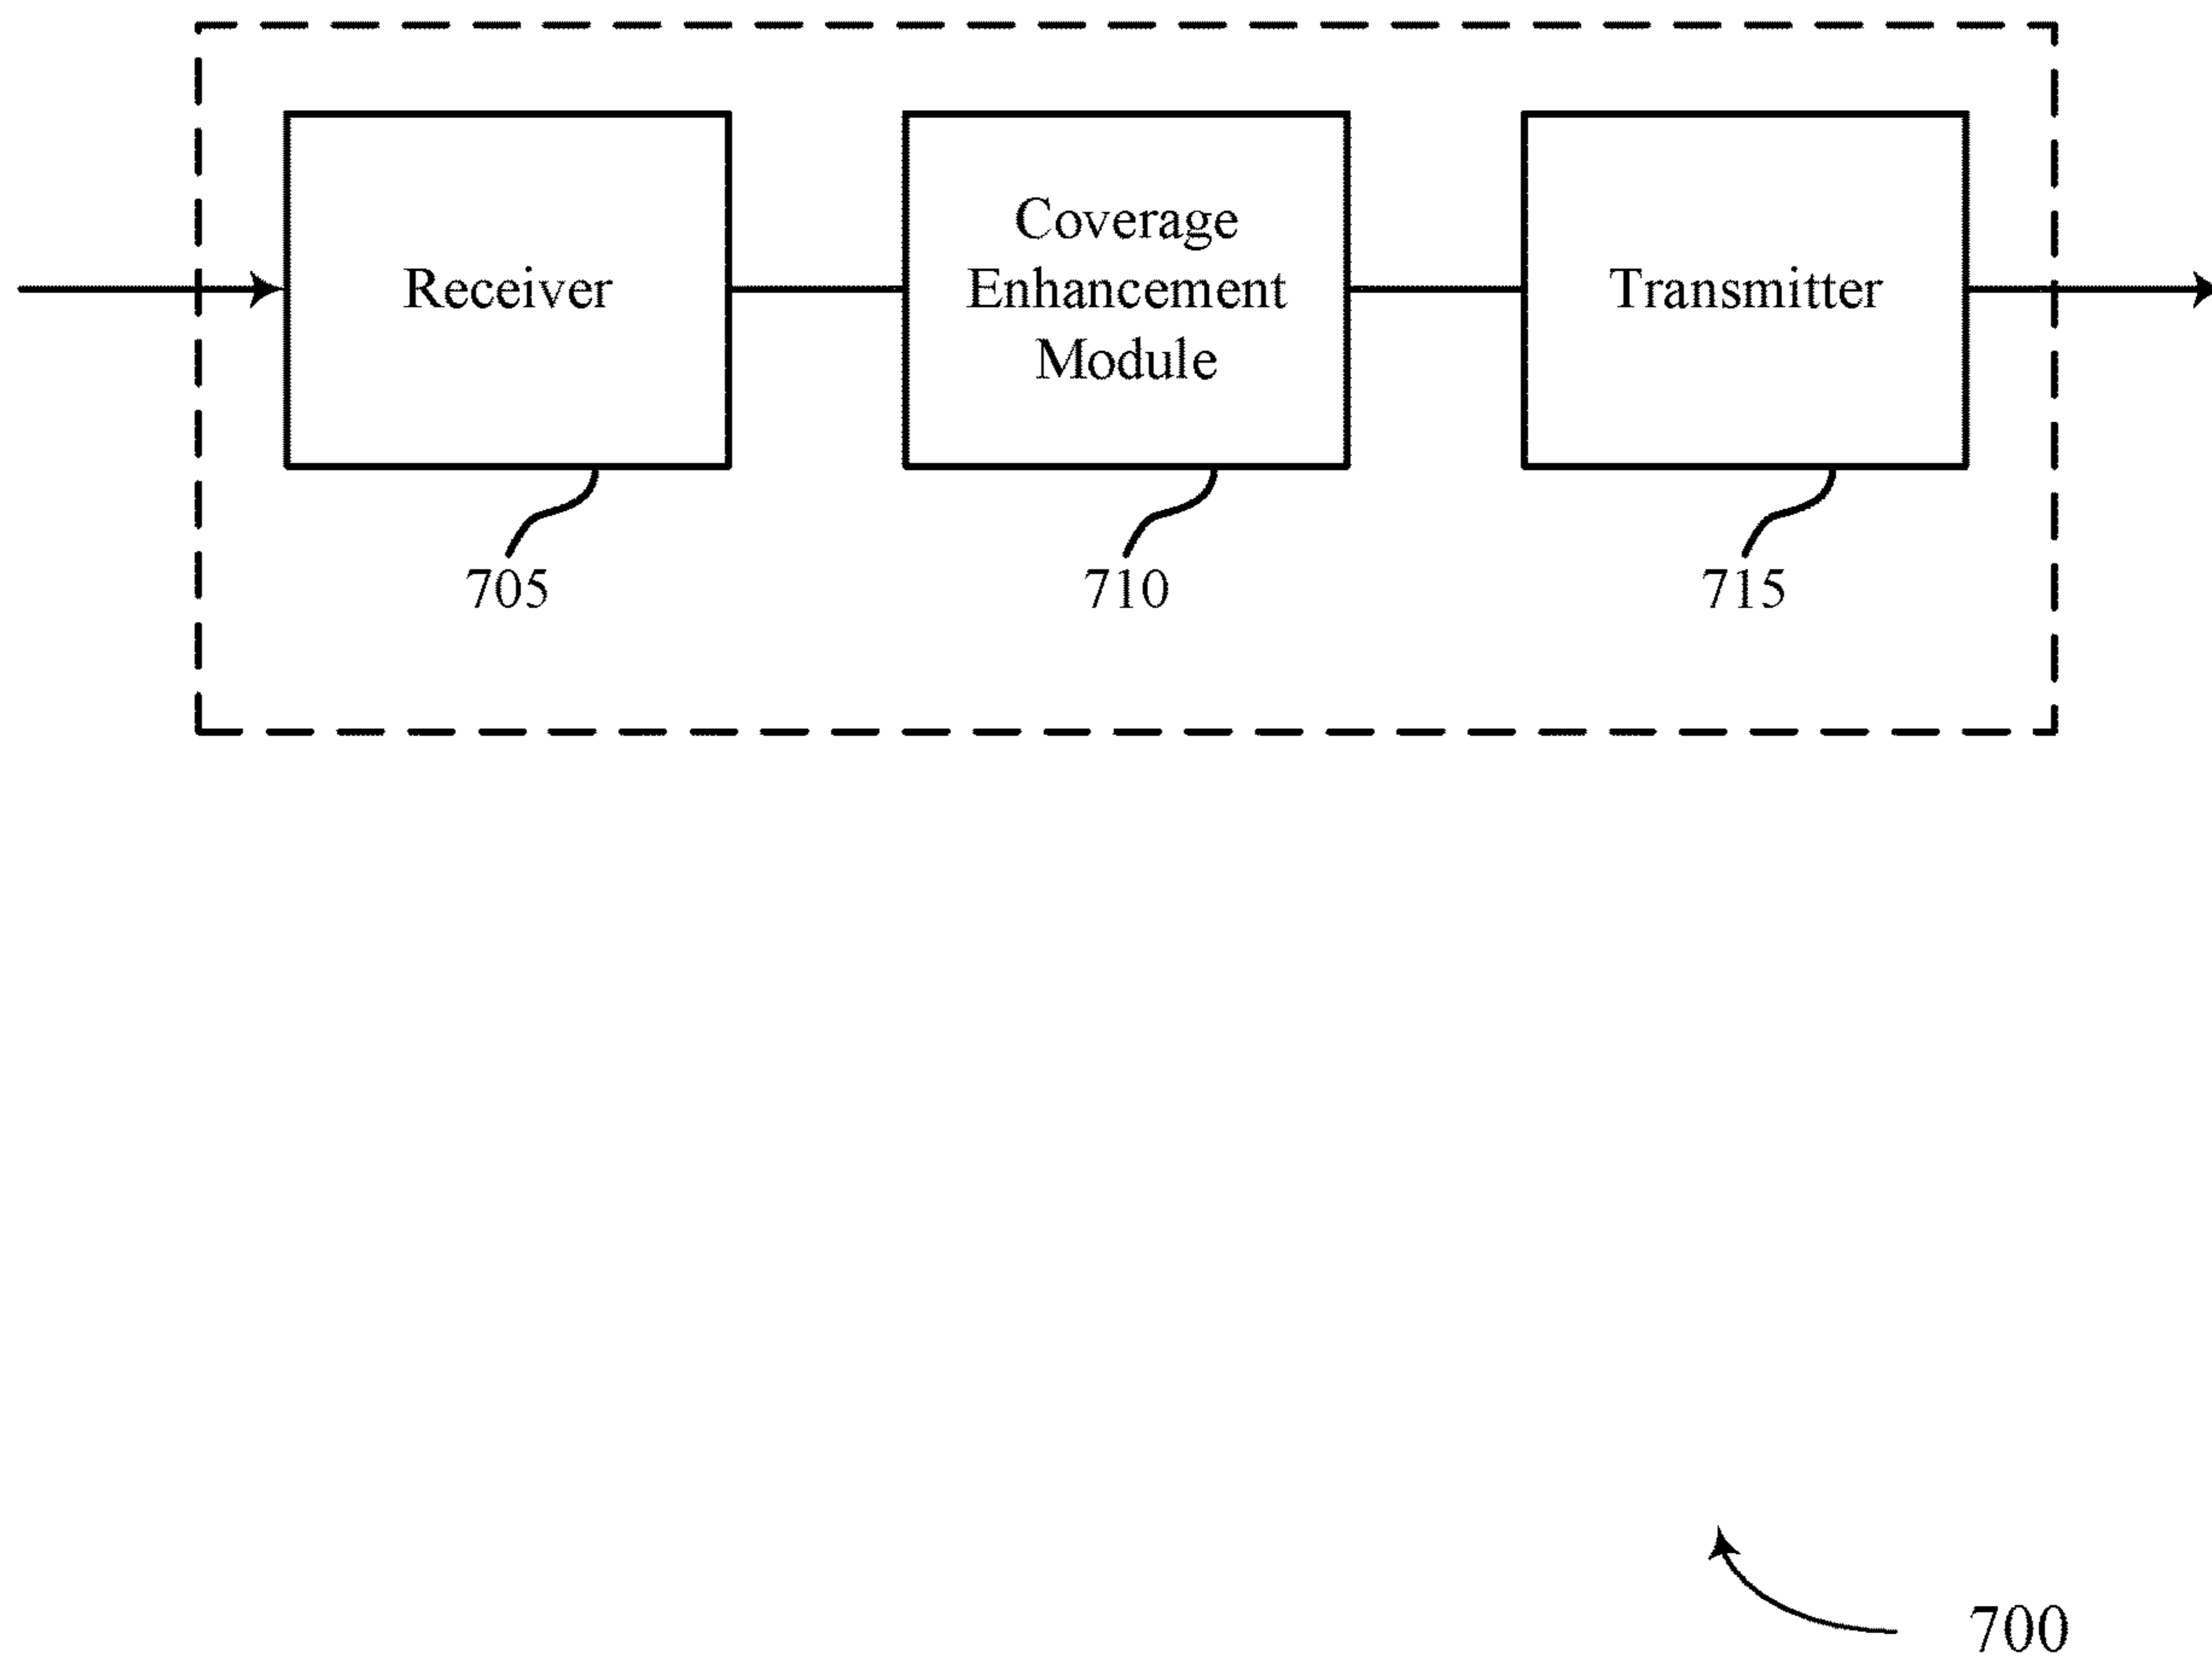 Receiver
Coverage
Enhancement
Module
Transmitter
705
710
715
700